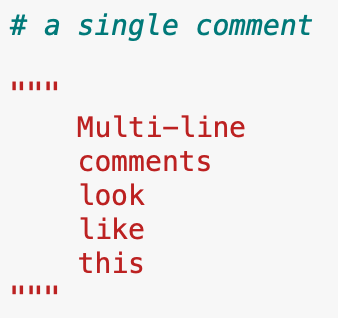 # a single comment
"""
Multi-line
comments
look
like
this
"""